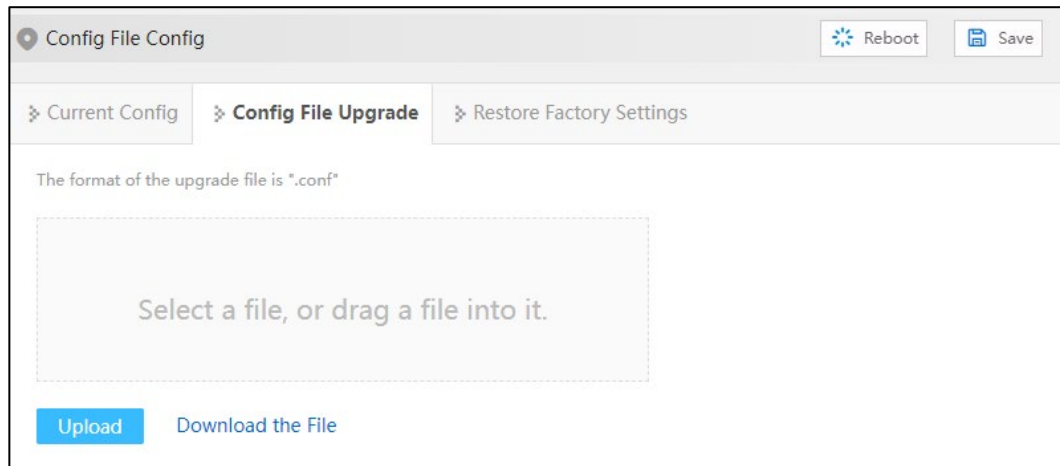 Config File Config
Reboot
Save
Current Config
Config File Upgrade
Restore Factory Settings
The format of the upgrade file is ".conf"
Select a file, or drag a file into it.
Upload
Download the File